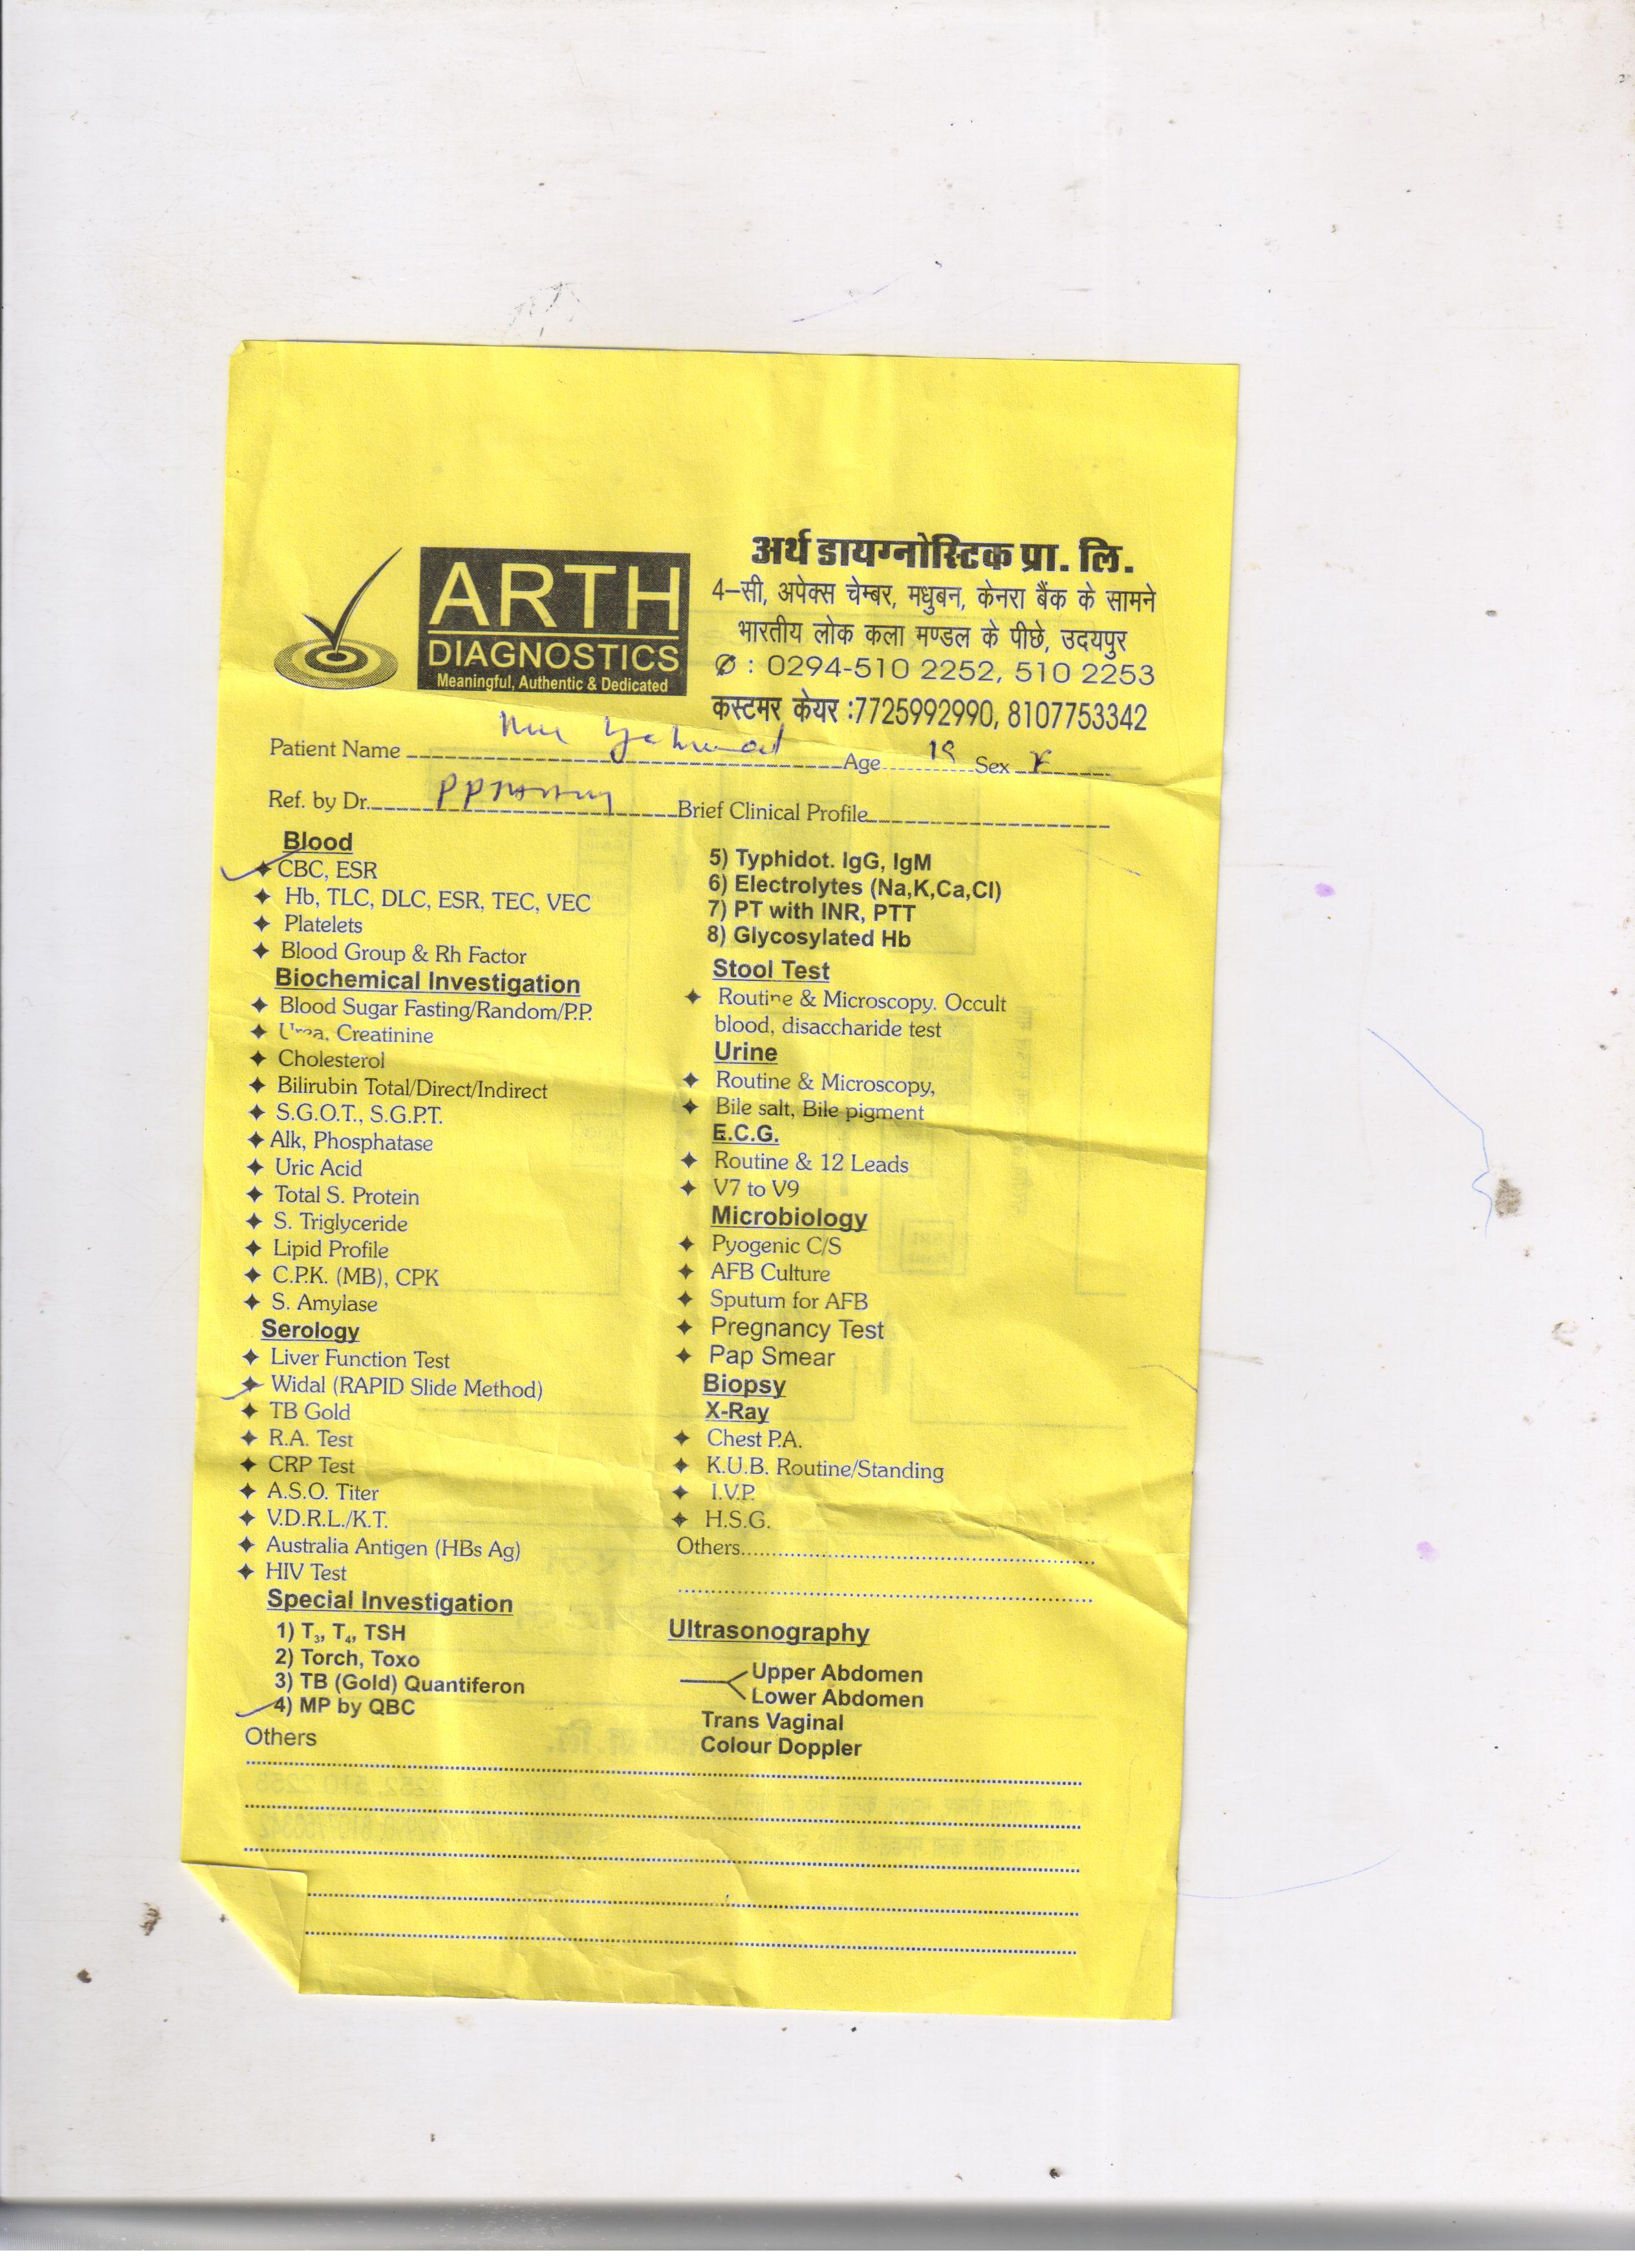 ARTH
DIAGNOSTICS
Meaningful, Authentic & Dedicated
अर्थ डायग्नोस्टिक प्रा. लि.
4–सी, अपेक्स चेम्बर, मधुबन, केनरा बैंक के सामने
भारतीय लोक कला मण्डल के पीछे, उदयपुर
: 0294-510 2252, 510 2253
कस्टमर केयर :7725992990, 8107753342
Patient Name Age Sex
Ref. by Dr. Brief Clinical Profile
Blood
CBC, ESR
Hb, TLC, DLC, ESR, TEC, VEC
Platelets
Blood Group & Rh Factor
Biochemical Investigation
Blood Sugar Fasting/Random/P.P.
Urea, Creatinine
Cholesterol
Bilirubin Total/Direct/Indirect
S.G.O.T., S.G.P.T.
Alk, Phosphatase
Uric Acid
Total S. Protein
S. Triglyceride
Lipid Profile
C.P.K. (MB), CPK
S. Amylase
Serology
Liver Function Test
Widal (RAPID Slide Method)
TB Gold
R.A. Test
CRP Test
A.S.O. Titer
V.D.R.L./K.T.
Australia Antigen (HBs Ag)
HIV Test
Special Investigation
1) T3, T4, TSH
2) Torch, Toxo
3) TB (Gold) Quantiferon
4) MP by QBC
Others
5) Typhidot. IgG, IgM
6) Electrolytes (Na,K,Ca,Cl)
7) PT with INR, PTT
8) Glycosylated Hb
Stool Test
Routine & Microscopy. Occult
blood, disaccharide test
Urine
Routine & Microscopy,
Bile salt, Bile pigment
E.C.G.
Routine & 12 Leads
V7 to V9
Microbiology
Pyogenic C/S
AFB Culture
Sputum for AFB
Pregnancy Test
Pap Smear
Biopsy
X-Ray
Chest P.A.
K.U.B. Routine/Standing
I.V.P.
H.S.G.
Others
Ultrasonography
Upper Abdomen
Lower Abdomen
Trans Vaginal
Colour Doppler